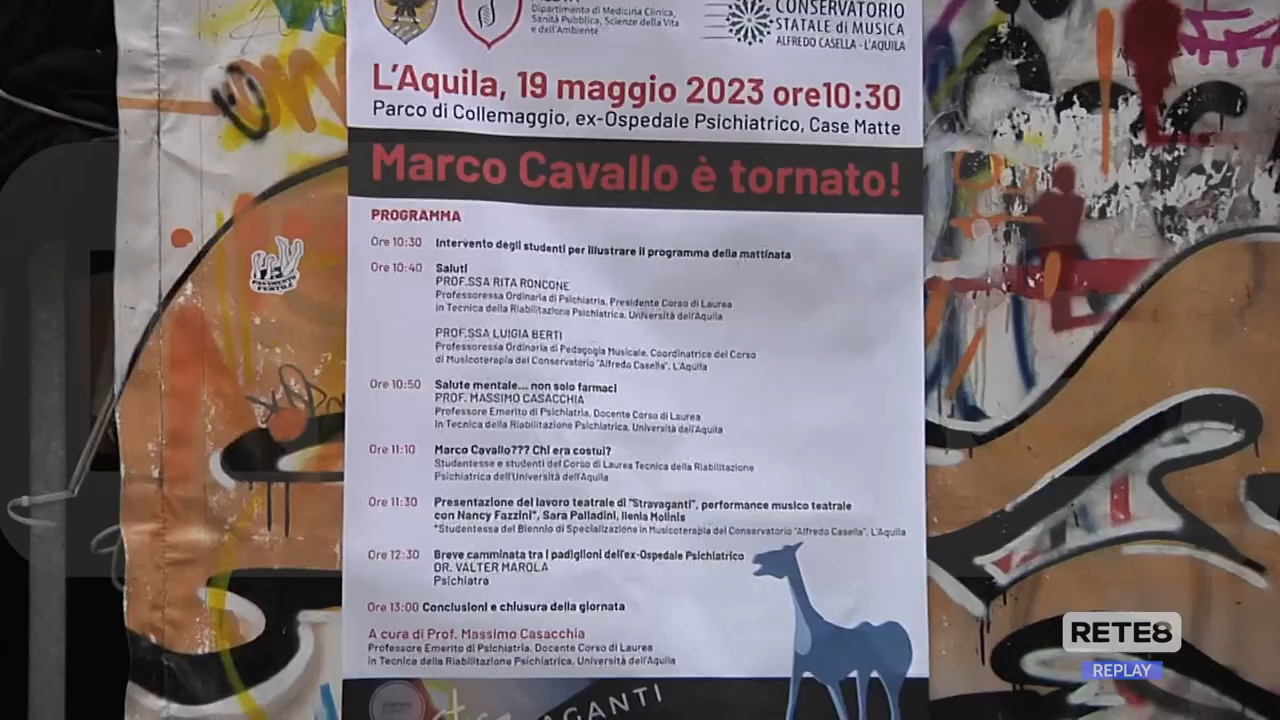 Dipartimento di Medicina Clinica,
Sanità Pubblica, Scienze della Vita
e dell'Ambiente
CONSERVATORIO
STATALE di MUSICA
ALFREDO CASELLA - L'AQUILA
L'Aquila, 19 maggio 2023 ore10:30
Parco di Collemaggio, ex-Ospedale Psichiatrico, Case Matte
Marco Cavallo è tornato!
PROGRAMMA
Ore 10:30 Intervento degli studenti per illustrare il programma della mattinata
Ore 10:40 Saluti
PROF.SSA RITA RONCONE
Professoressa Ordinaria di Psichiatria, Presidente Corso di Laurea
in Tecnica della Riabilitazione Psichiatrica, Università dell'Aquila
PROF.SSA LUIGIA BERTI
Professoressa Ordinaria di Pedagogia Musicale, Coordinatrice del Corso
di Musicoterapia del Conservatorio "Alfredo Casella", L'Aquila
Ore 10:50 Salute mentale... non solo farmaci
PROF. MASSIMO CASACCHIA
Professore Emerito di Psichiatria, Docente Corso di Laurea
in Tecnica della Riabilitazione Psichiatrica, Università dell'Aquila
Ore 11:10 Marco Cavallo??? Chi era costui?
Studentesse e studenti del Corso di Laurea Tecnica della Riabilitazione
Psichiatrica dell'Università dell'Aquila
Ore 11:30 Presentazione del lavoro teatrale di "Stravaganti", performance musico teatrale
con Nancy Fazzini*, Sara Palladini, Ilenia Molinis
*Studentessa del Biennio di Specializzazione in Musicoterapia del Conservatorio "Alfredo Casella", L'Aquila
Ore 12:30 Breve camminata tra i padiglioni dell'ex-Ospedale Psichiatrico
DR. VALTER MAROLA
Psichiatra
Ore 13:00 Conclusioni e chiusura della giornata
A cura di Prof. Massimo Casacchia
Professore Emerito di Psichiatria, Docente Corso di Laurea
in Tecnica della Riabilitazione Psichiatrica, Università dell'Aquila
RETE8
REPLAY